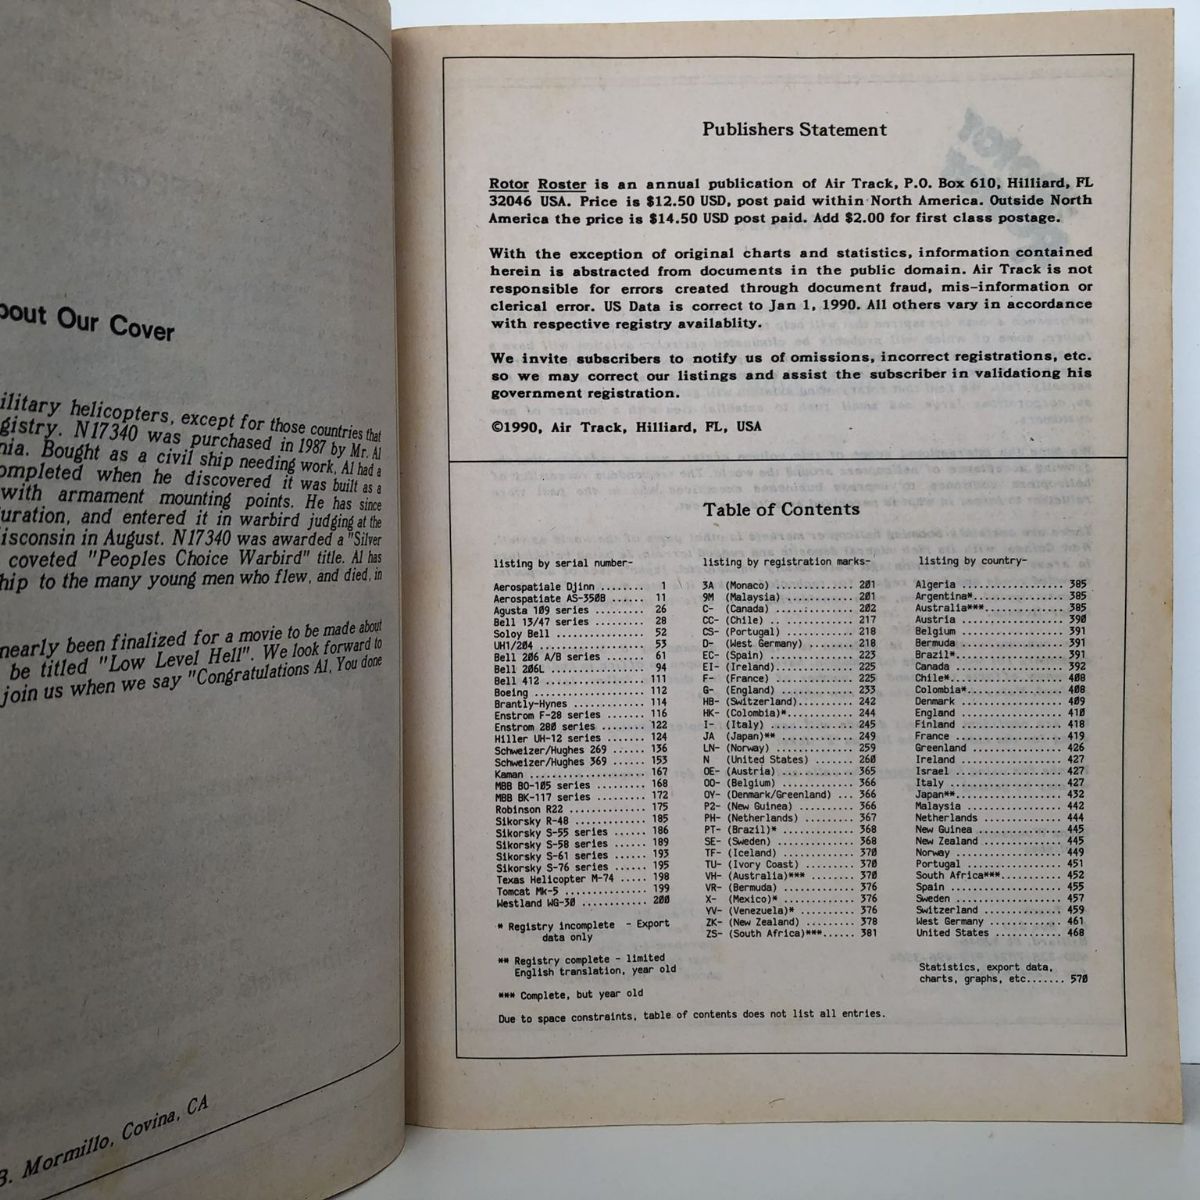 bout Our Cover
ilitary helicopters, except for those countries that
gistry. N17340 was purchased in 1987 by Mr. Al
nia. Bought as a civil ship needing work, Al had a
ompleted when he discovered it was built as a
with armament mounting points. He has since
uration, and entered it in warbird judging at the
isconsin in August. N17340 was awarded a "Silver
coveted "Peoples Choice Warbird" title. Al has
hip to the many young men who flew, and died, in
nearly been finalized for a movie to be made about
be titled "Low Level Hell". We look forward to
join us when we say "Congratulations Al, You done
B. Mormillo, Covina, CA
Publishers Statement
Rotor Roster is an annual publication of Air Track, P.O. Box 610, Hilliard, FL
32046 USA. Price is $12.50 USD, post paid within North America. Outside North
America the price is $14.50 USD post paid. Add $2.00 for first class postage.
With the exception of original charts and statistics, information contained
herein is abstracted from documents in the public domain. Air Track is not
responsible for errors created through document fraud, mis-information or
clerical error. US Data is correct to Jan 1, 1990. All others vary in accordance
with respective registry availablity.
We invite subscribers to notify us of omissions, incorrect registrations, etc.
so we may correct our listings and assist the subscriber in validationg his
government registration.
©1990, Air Track, Hilliard, FL, USA
Table of Contents
listing by serial number-
Aerospatiale Djinn ........ 1
Aerospatiate AS-350B ...... 11
Agusta 109 series ......... 26
Bell 13/47 series ......... 28
Soloy Bell ................ 52
UH1/204 ................... 53
Bell 206 A/B series ....... 61
Bell 206L ................. 94
Bell 412 .................. 111
Boeing .................... 112
Brantly-Hynes ............. 114
Enstrom F-28 series ....... 116
Enstrom 280 series ........ 122
Hiller UH-12 series ....... 124
Schweizer/Hughes 269 ...... 136
Schweizer/Hughes 369 ...... 153
Kaman ..................... 167
MBB BO-105 series ......... 168
MBB BK-117 series ......... 172
Robinson R22 .............. 175
Sikorsky R-48 ............. 185
Sikorsky S-55 series ...... 186
Sikorsky S-58 series ...... 189
Sikorsky S-61 series ...... 193
Sikorsky S-76 series ...... 195
Texas Helicopter M-74 ..... 198
Tomcat Mk-5 ............... 199
Westland WG-30 ............ 200
* Registry incomplete - Export
data only
** Registry complete - limited
English translation, year old
*** Complete, but year old
listing by registration marks-
3A (Monaco) ............. 201
9M (Malaysia) ........... 201
C- (Canada) ............. 202
CC- (Chile) .............. 217
CS- (Portugal) ........... 218
D- (West Germany) ....... 218
EC- (Spain) .............. 223
EI- (Ireland) ............ 225
F- (France) ............. 225
G- (England) ............ 233
HB- (Switzerland) ........ 242
HK- (Colombia)* .......... 244
I- (Italy) .............. 245
JA (Japan)** ............ 249
LN- (Norway) ............. 259
N (United States) ...... 260
OE- (Austria) ............ 365
OO- (Belgium) ............ 366
OY- (Denmark/Greenland) .. 366
P2- (New Guinea) ......... 366
PH- (Netherlands) ........ 367
PT- (Brazil)* ............ 368
SE- (Sweden) ............. 368
TF- (Iceland) ............ 370
TU- (Ivory Coast) ........ 370
VH- (Australia)*** ....... 370
VR- (Bermuda) ............ 376
X- (Mexico)* ............ 376
YV- (Venezuela)* ......... 376
ZK- (New Zealand) ........ 378
ZS- (South Africa)*** .... 381
listing by country-
Algeria ................ 385
Argentina* ............. 385
Australia*** ........... 385
Austria ................ 390
Belgium ................ 391
Bermuda ................ 391
Brazil* ................ 391
Canada ................. 392
Chile* ................. 408
Colombia* .............. 408
Denmark ................ 409
England ................ 410
Finland ................ 418
France ................. 419
Greenland .............. 426
Ireland ................ 427
Israel ................. 427
Italy .................. 427
Japan** ................ 432
Malaysia ............... 442
Netherlands ............ 444
New Guinea ............. 445
New Zealand ............ 445
Norway ................. 449
Portugal ............... 451
South Africa*** ........ 452
Spain .................. 455
Sweden ................. 457
Switzerland ............ 459
West Germany ........... 461
United States .......... 468
Statistics, export data,
charts, graphs, etc....... 570
Due to space constraints, table of contents does not list all entries.